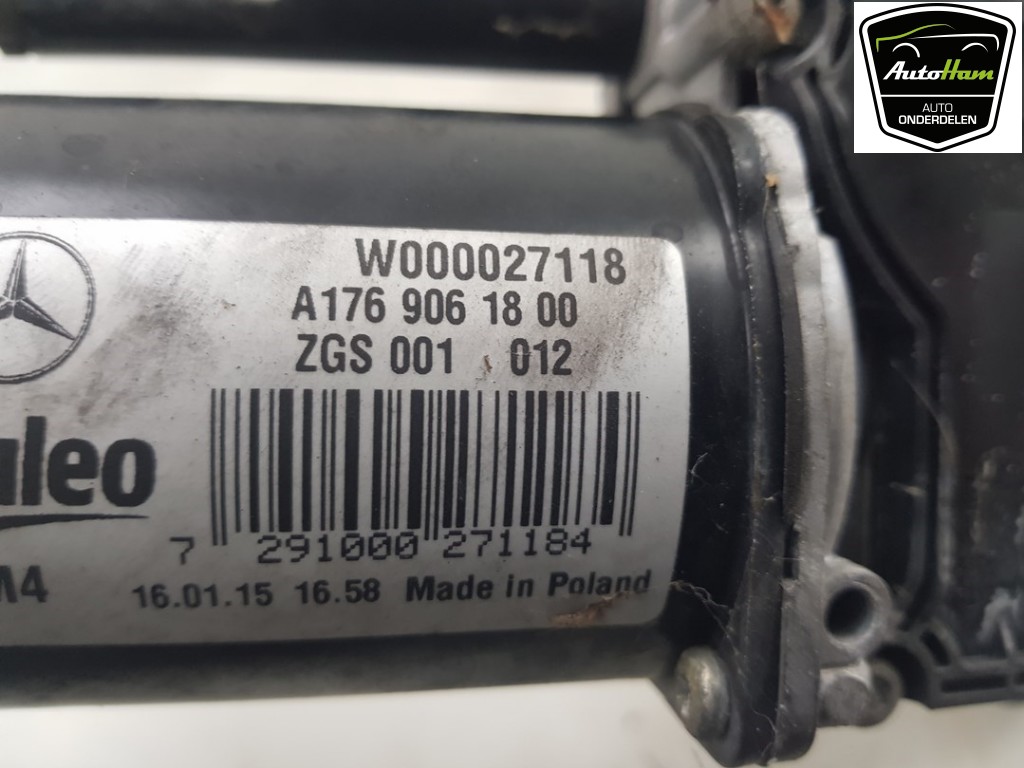 AutoHam
AUTO
ONDERDELEN
W000027118
A176 906 18 00
ZGS 001 012
7 291000 271184
16.01.15 16.58 Made in Poland